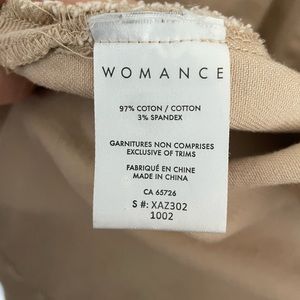 WOMANCE
97% COTON / COTTON
3% SPANDEX
GARNITURES NON COMPRISES
EXCLUSIVE OF TRIMS
FABRIQUÉ EN CHINE
MADE IN CHINA
CA 65726
S #: XAZ302
1002